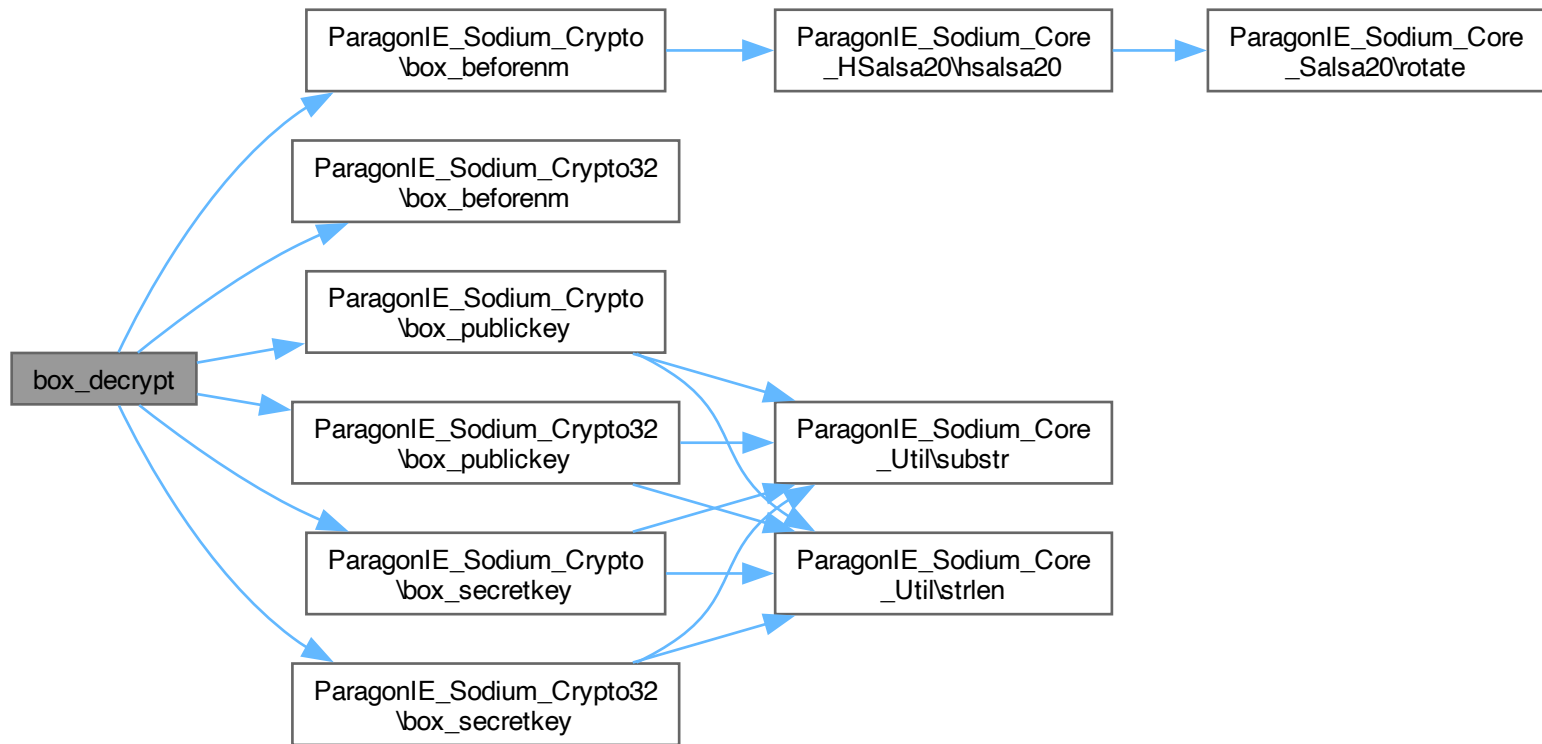 ParagonIE_Sodium_Crypto
\box_beforenm
ParagonIE_Sodium_Core
_HSalsa20\hsalsa20
ParagonIE_Sodium_Core
_Salsa20\rotate
ParagonIE_Sodium_Crypto32
\box_beforenm
ParagonIE_Sodium_Crypto
\box_publickey
box_decrypt
ParagonIE_Sodium_Crypto32
\box_publickey
ParagonIE_Sodium_Core
_Util\substr
ParagonIE_Sodium_Crypto
\box_secretkey
ParagonIE_Sodium_Core
_Util\strlen
ParagonIE_Sodium_Crypto32
\box_secretkey